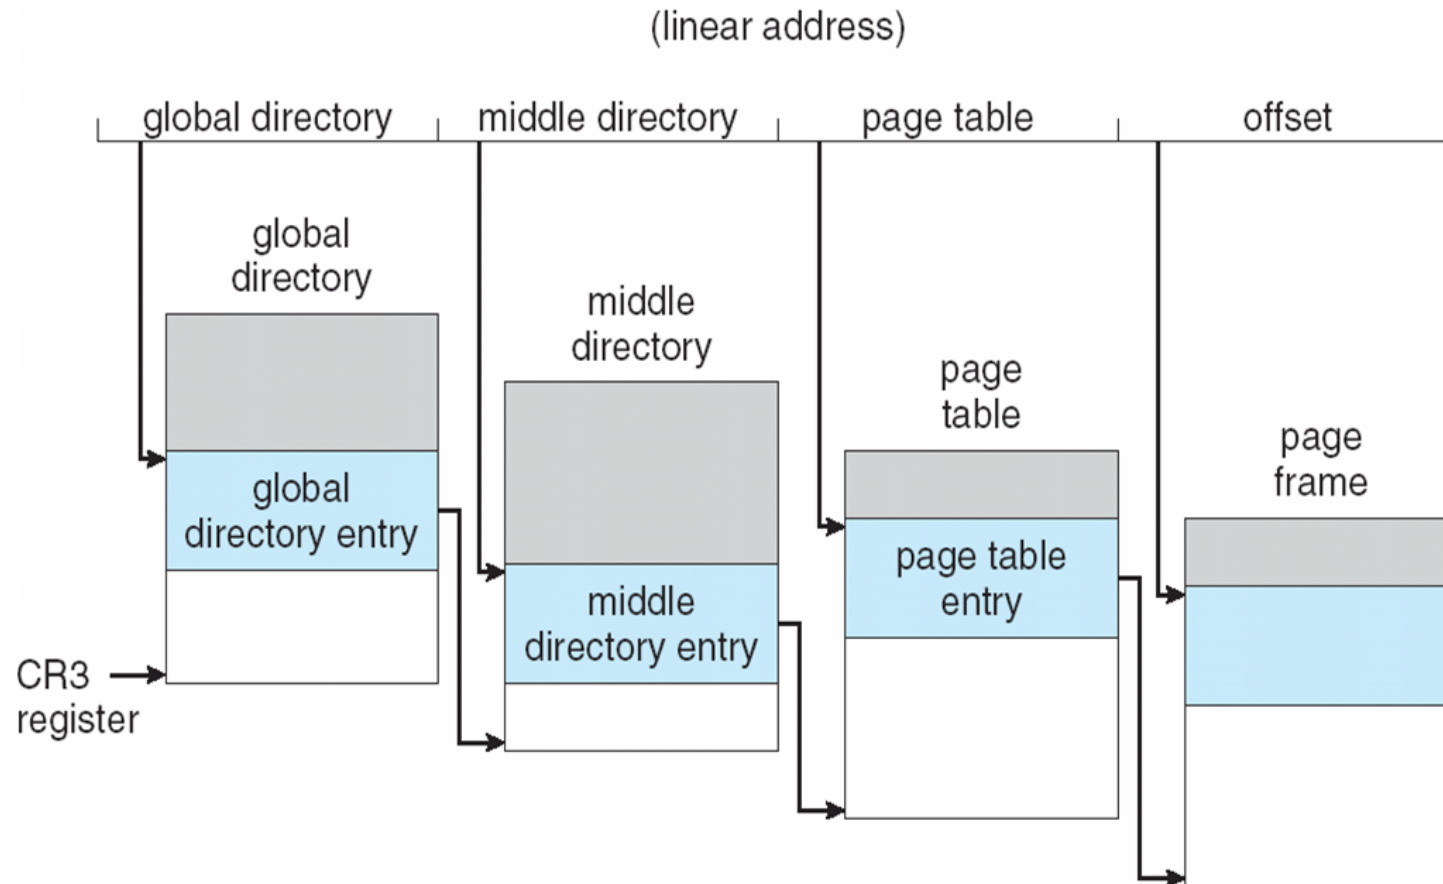 (linear address)
global directory
middle directory
page table
offset
global
directory
middle
directory
page
table
page
frame
global
directory entry
page table
entry
middle
directory entry
CR3
register